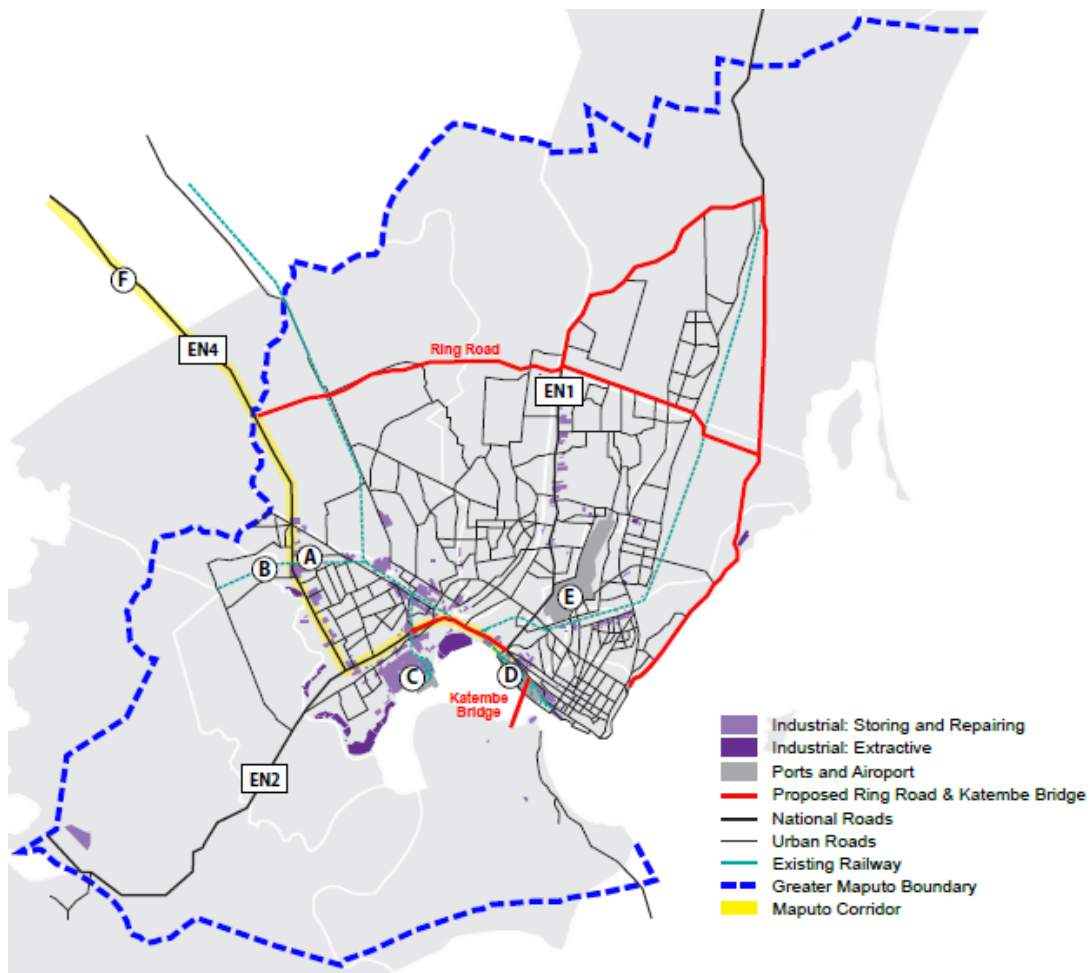 F
EN4
Ring Road
EN1
A
B
E
C
D
Katembe
Bridge
EN2
Industrial: Storing and Repairing
Industrial: Extractive
Ports and Airoport
Proposed Ring Road & Katembe Bridge
National Roads
Urban Roads
Existing Railway
Greater Maputo Boundary
Maputo Corridor